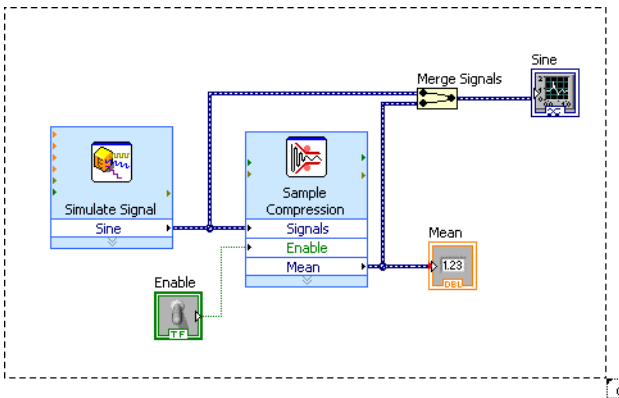 Sine
Merge Signals
Simulate Signal
Sine
Sample
Compression
Signals
Enable
Mean
Mean
1.23
DBL
Enable
TF